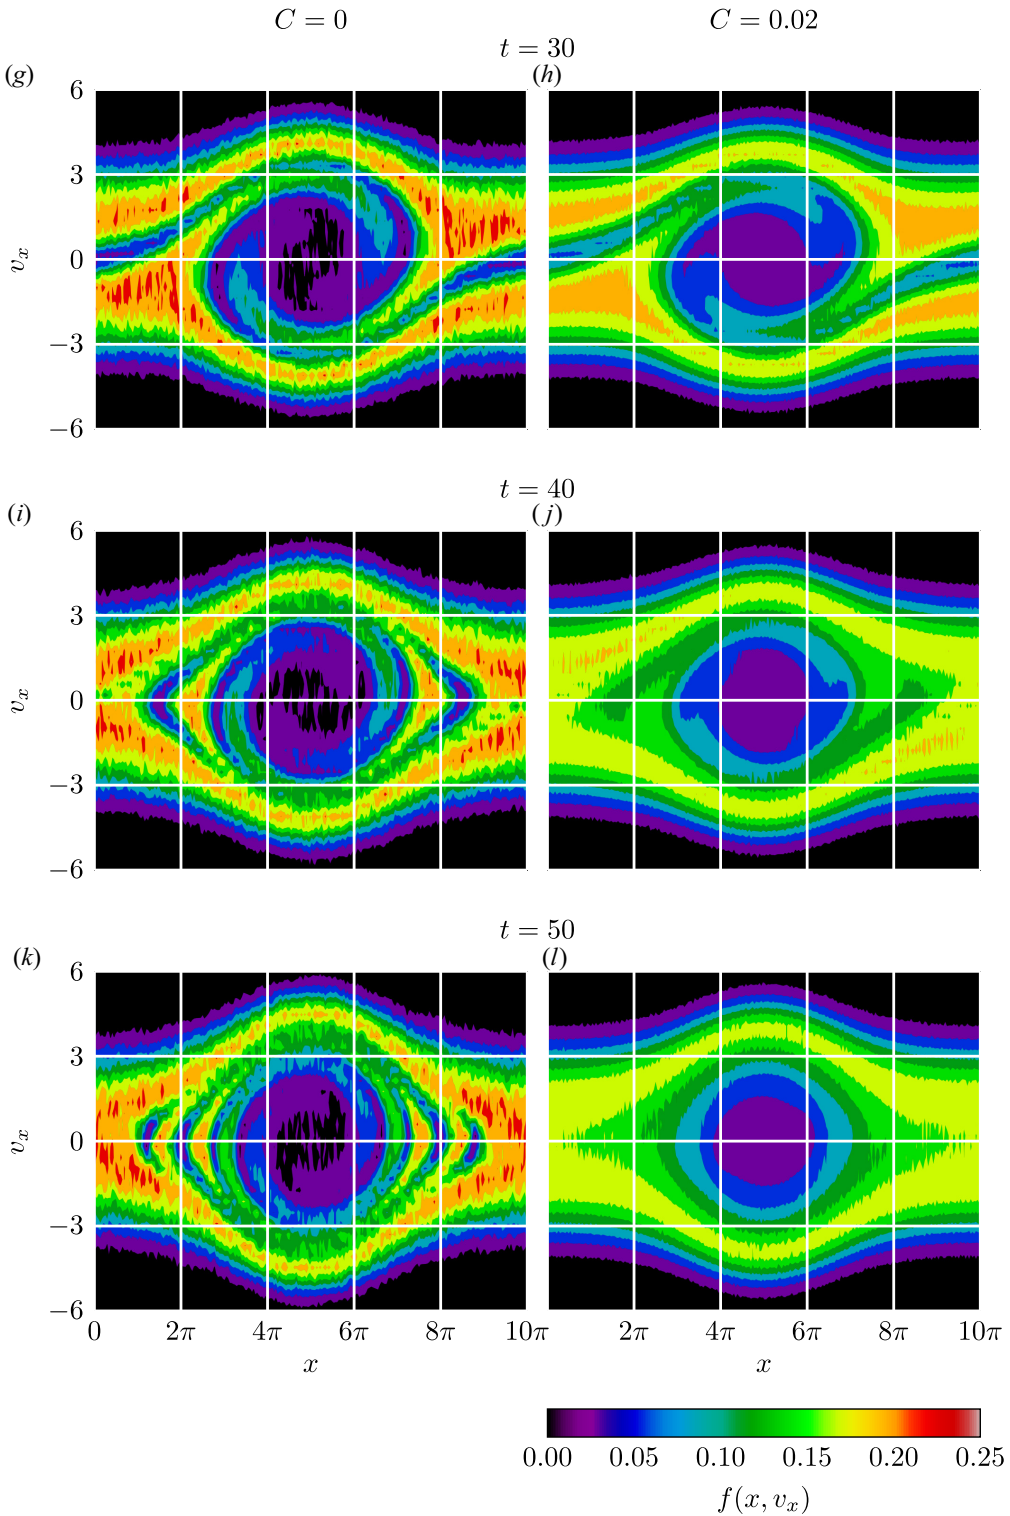 C = 0 C = 0.02
t = 30
(g) (h)
6
3
0
−3
−6
v_x
t = 40
(i) (j)
6
3
0
−3
−6
v_x
t = 50
(k) (l)
6
3
0
−3
−6
v_x
0 2π 4π 6π 8π 10π 2π 4π 6π 8π 10π
x x
0.00 0.05 0.10 0.15 0.20 0.25
f(x, v_x)